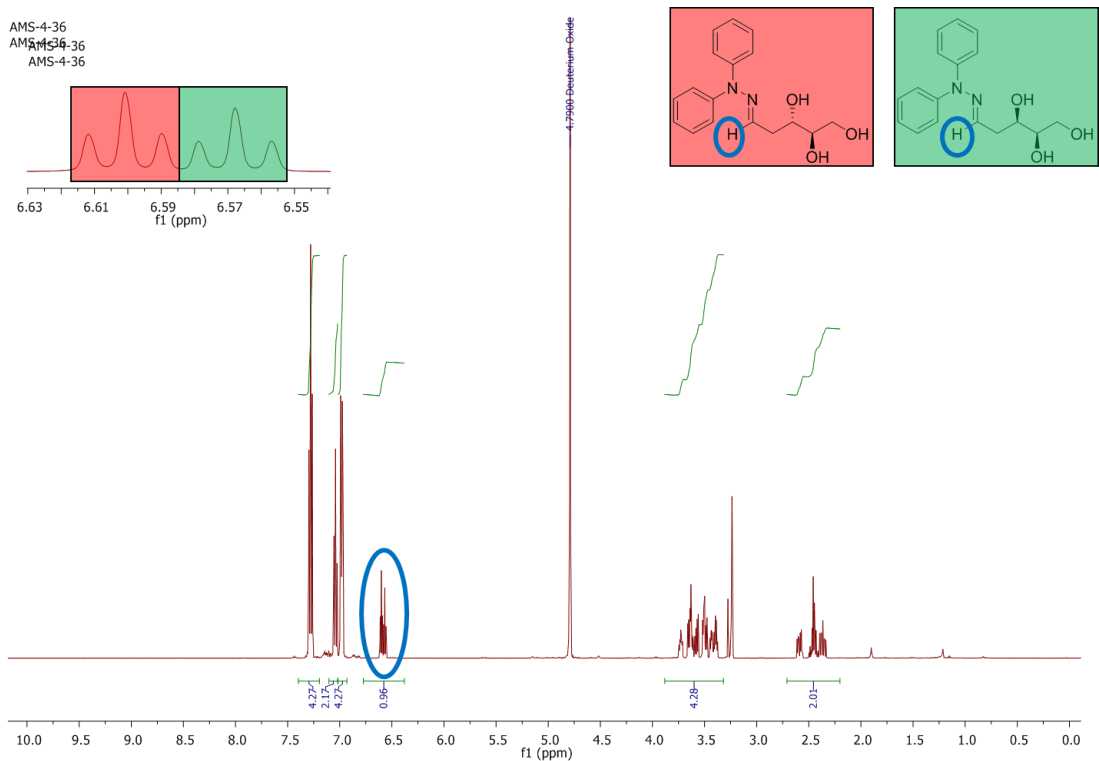 AMS-4-36
AMS-4-36
AMS-4-36
AMS-4-36
6.63 6.61 6.59 6.57 6.55
f1 (ppm)
4.7900 Deuterium Oxide
N
N
H
OH
OH
OH
N
N
H
OH
OH
OH
4.27
2.17
4.27
0.96
4.28
2.01
10.0 9.5 9.0 8.5 8.0 7.5 7.0 6.5 6.0 5.5 5.0 4.5 4.0 3.5 3.0 2.5 2.0 1.5 1.0 0.5 0.0
f1 (ppm)